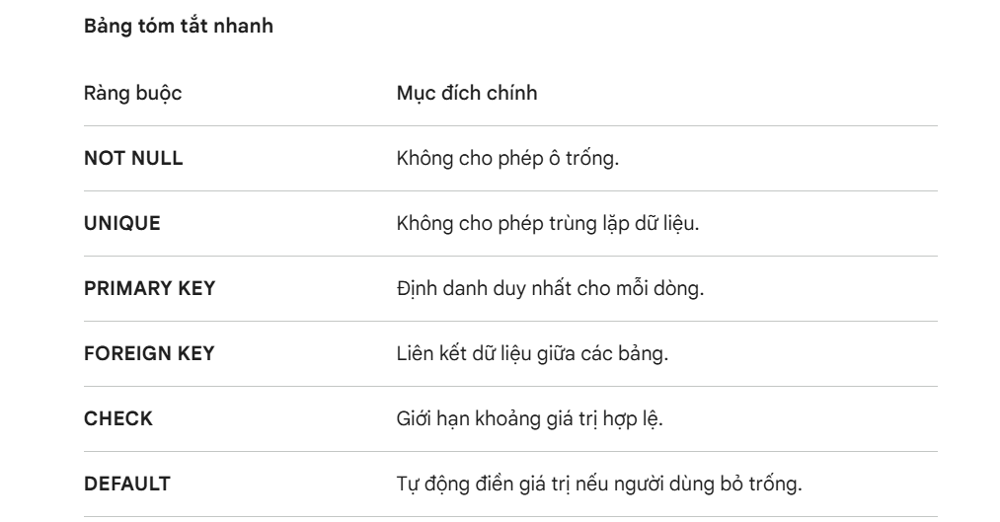 Bảng tóm tắt nhanh
Ràng buộc Mục đích chính
NOT NULL Không cho phép ô trống.
UNIQUE Không cho phép trùng lặp dữ liệu.
PRIMARY KEY Định danh duy nhất cho mỗi dòng.
FOREIGN KEY Liên kết dữ liệu giữa các bảng.
CHECK Giới hạn khoảng giá trị hợp lệ.
DEFAULT Tự động điền giá trị nếu người dùng bỏ trống.